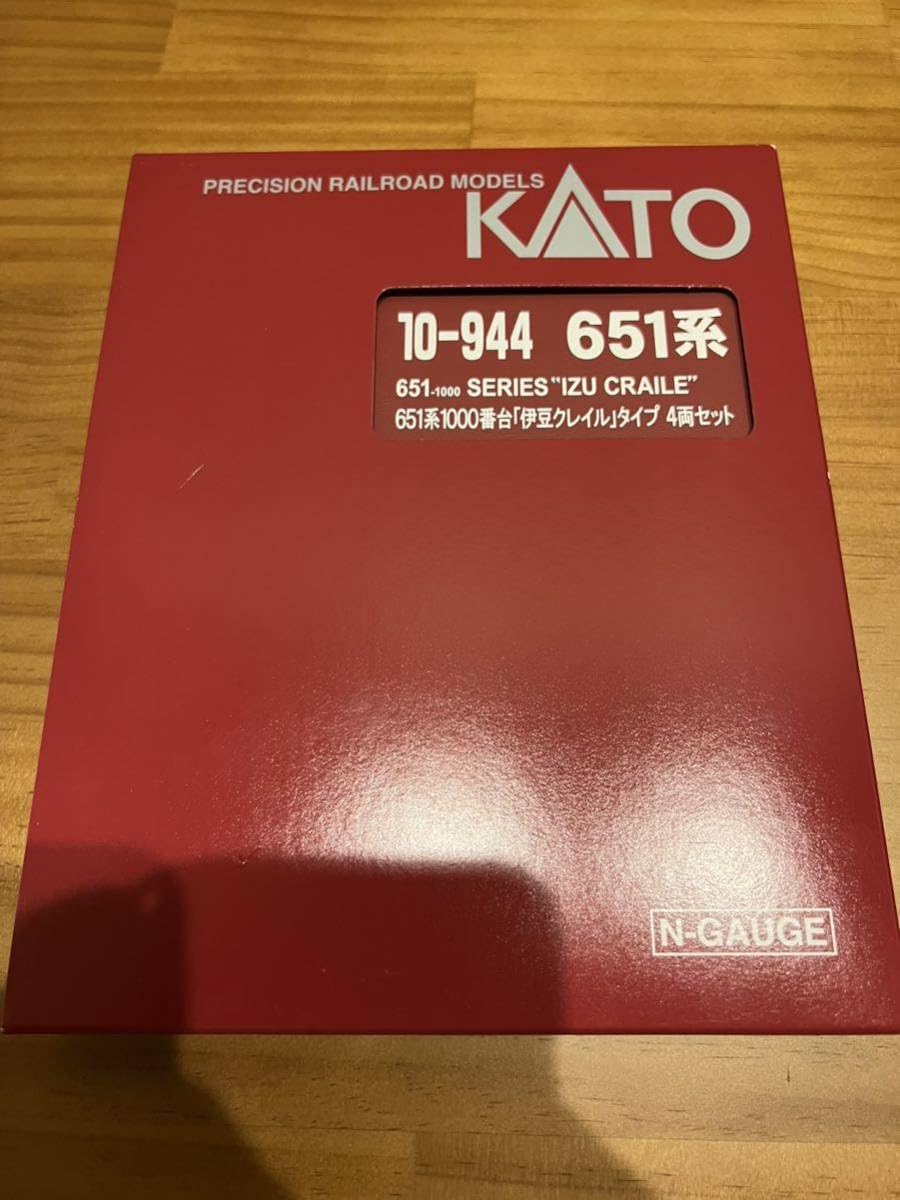 PRECISION RAILROAD MODELS
KATO
10-944 651系
651-1000 SERIES "IZU CRAILE"
651系1000番台「伊豆クレイル」タイプ 4両セット
N-GAUGE